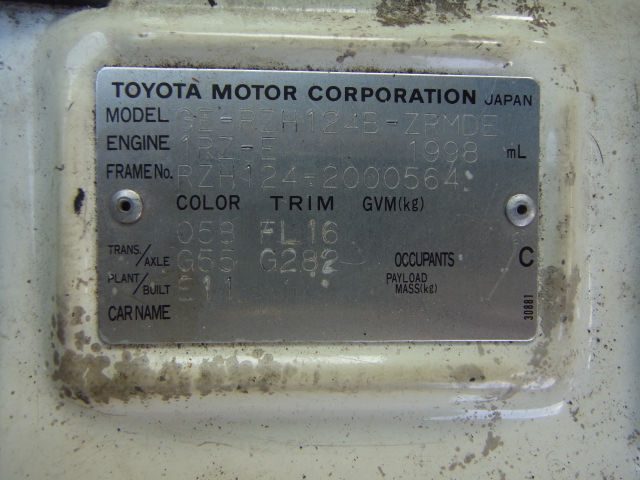 TOYOTA MOTOR CORPORATION JAPAN
MODEL GE-RZH124B-ZRMDE
ENGINE 1RZ-E 1998 mL
FRAME No. RZH124-2000564
COLOR TRIM GVM(kg)
058 FL16
TRANS./AXLE G55 G282 OCCUPANTS C
PLANT/BUILT PAYLOAD MASS(kg)
CAR NAME
30881